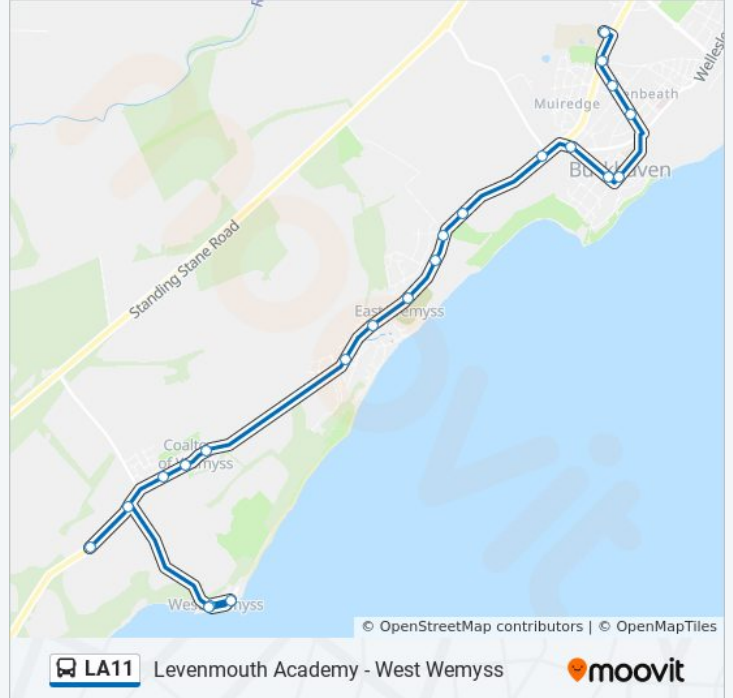 Muiredge
Buckhaven
Standing Stane Road
East Wemyss
Coaltown
of Wemyss
West Wemyss
© OpenStreetMap contributors | © OpenMapTiles
LA11 Levenmouth Academy - West Wemyss moovit